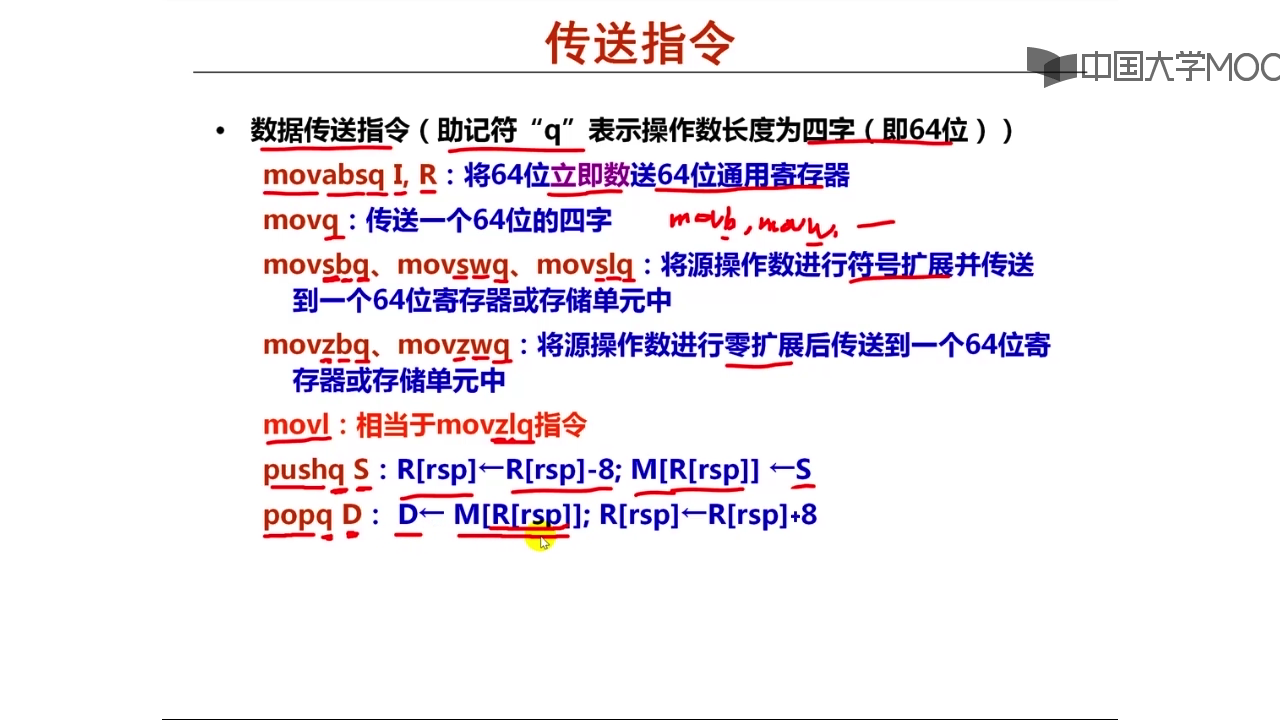 传送指令
中国大学MOO
• 数据传送指令（助记符“q”表示操作数长度为四字（即64位））
movabsq I, R：将64位立即数送64位通用寄存器
movq：传送一个64位的四字
movb, movw, —
movsbq、movswq、movslq：将源操作数进行符号扩展并传送
到一个64位寄存器或存储单元中
movzbq、movzwq：将源操作数进行零扩展后传送到一个64位寄
存器或存储单元中
movl：相当于movzlq指令
pushq S：R[rsp]←R[rsp]-8; M[R[rsp]] ←S
popq D： D← M[R[rsp]]; R[rsp]←R[rsp]+8